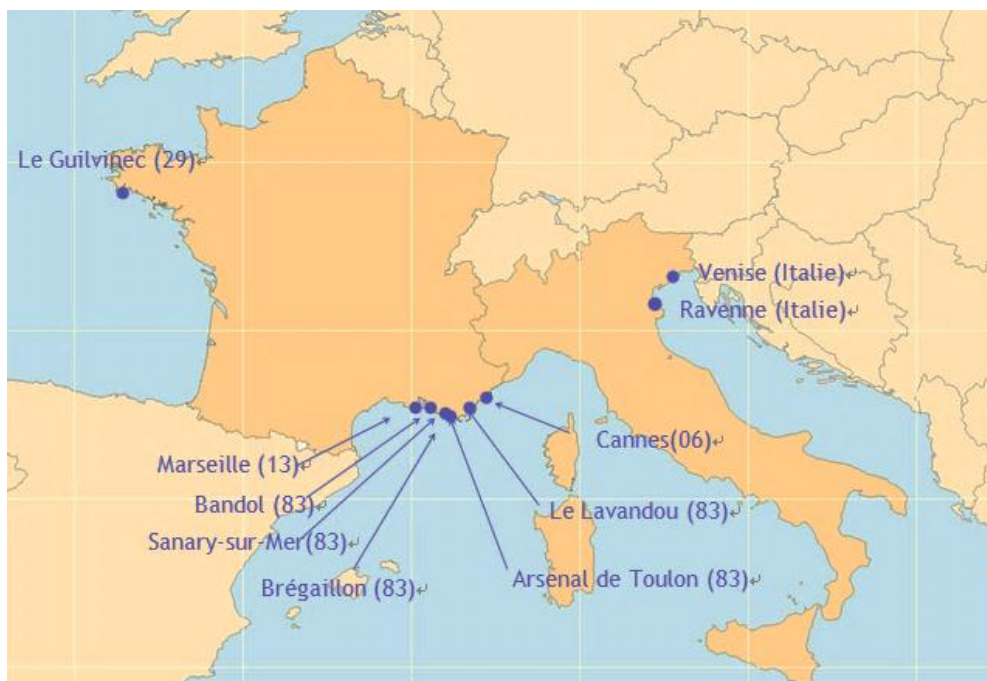 Le Guilvinec (29)
Venise (Italie)
Ravenne (Italie)
Cannes(06)
Marseille (13)
Bandol (83)
Le Lavandou (83)
Sanary-sur-Mer(83)
Arsenal de Toulon (83)
Brégaillon (83)